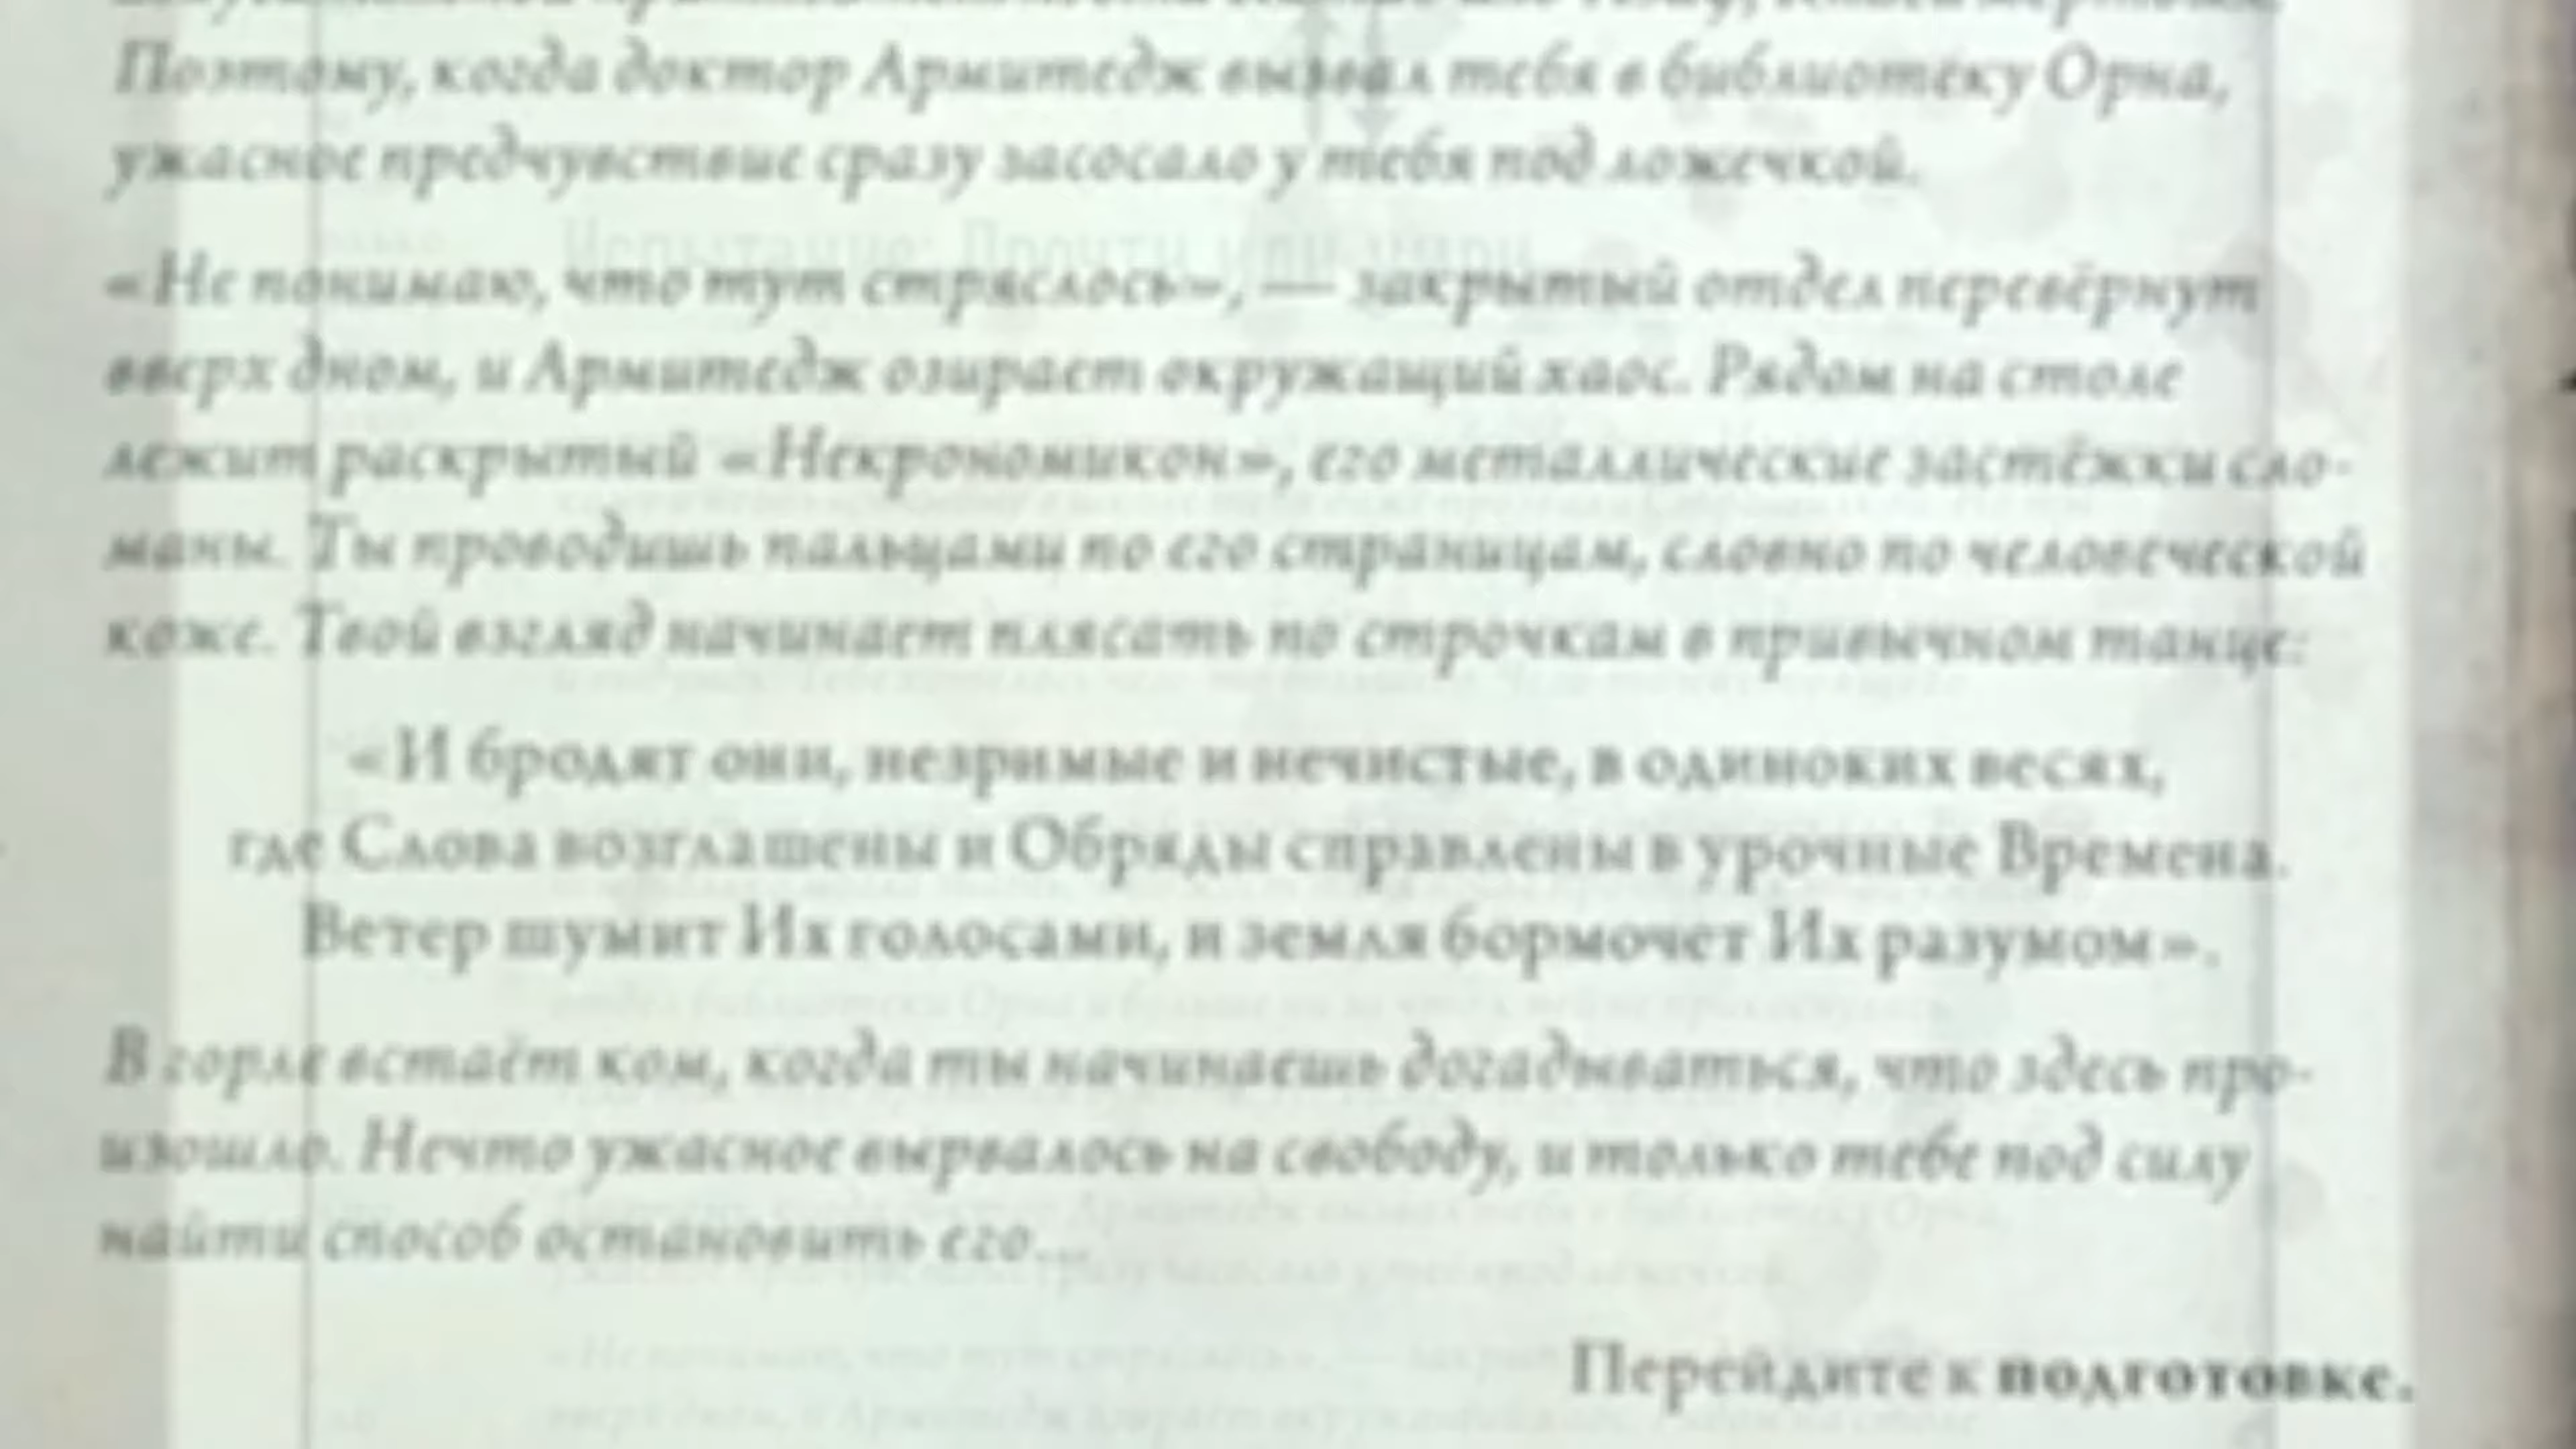 Поэтому, когда доктор Армитедж вызвал тебя в библиотеку Орна,
ужасное предчувствие сразу засосало у тебя под ложечкой.
«Не понимаю, что тут стряслось», — закрытый отдел перевёрнут
вверх дном, и Армитедж озирает окружащий хаос. Рядом на столе
лежит раскрытый «Некрономикон», его металлические застёжки сло-
маны. Ты проводишь пальцами по его страницам, словно по человеческой
коже. Твой взгляд начинает плясать по строчкам в привычном танце:
«И бродят они, незримые и нечистые, в одиноких весях,
где Слова возглашены и Обряды справлены в урочные Времена.
Ветер шумит Их голосами, и земля бормочет Их разумом».
В горле встаёт ком, когда ты начинаешь догадываться, что здесь про-
изошло. Нечто ужасное вырвалось на свободу, и только тебе под силу
найти способ остановить его...
Перейдите к подготовке.